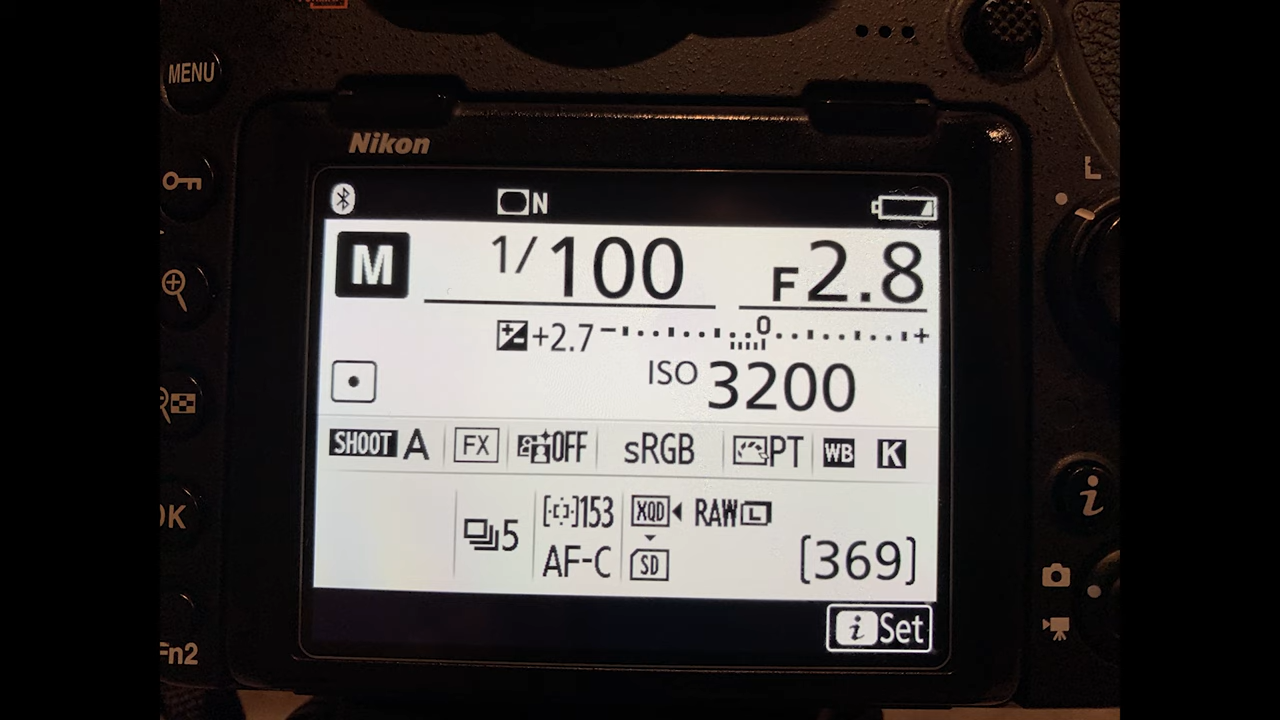 MENU
Nikon
L
N
M 1/100 F2.8
+2.7 - 0 +
ISO 3200
SHOOT A FX OFF sRGB PT WB K
OK
5 [ ]153 XQD RAW L
AF-C SD [369]
i
i Set
Fn2